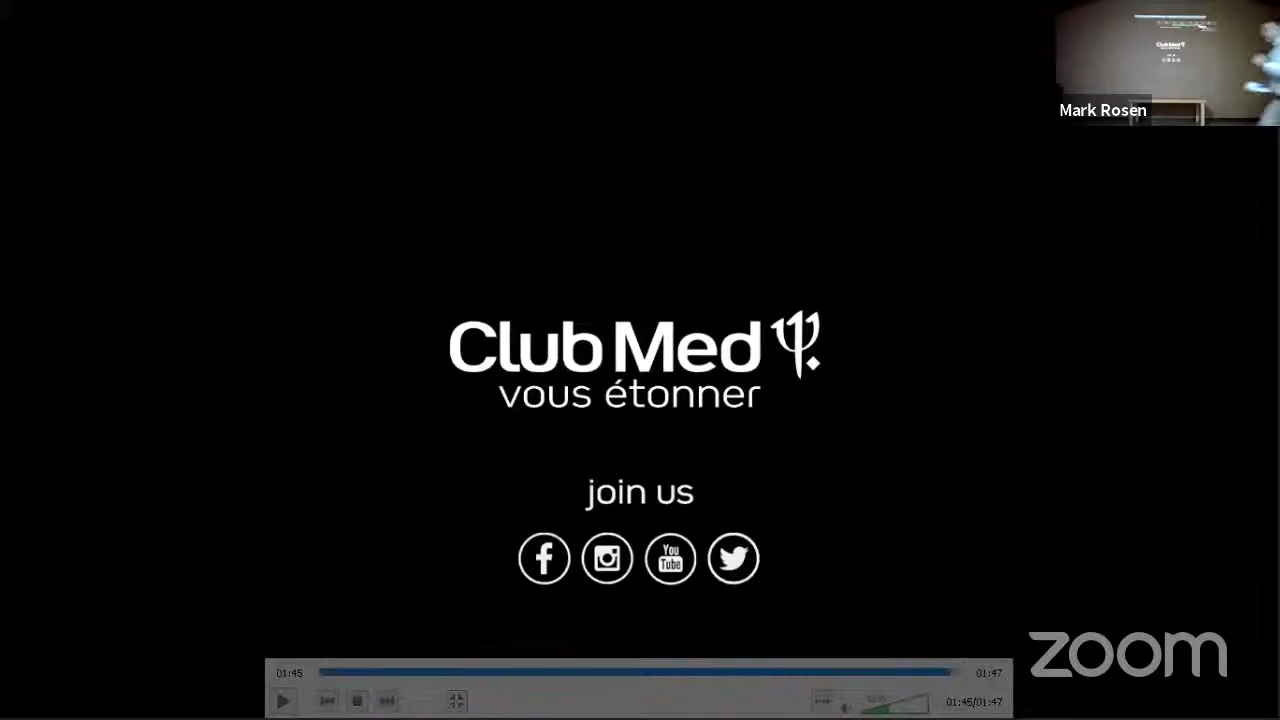 Mark Rosen
Club Med
vous étonner
join us
You
Tube
zoom
01:45
01:47
01:45/01:47